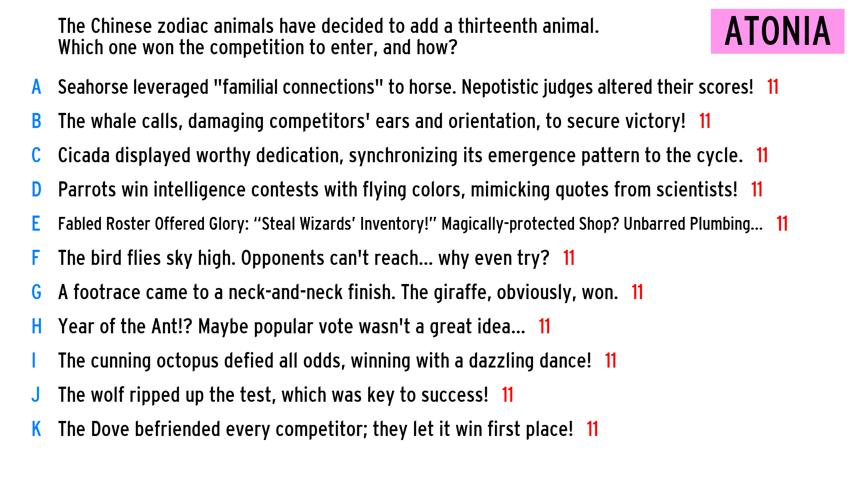 The Chinese zodiac animals have decided to add a thirteenth animal.
Which one won the competition to enter, and how?
ATONIA
A Seahorse leveraged "familial connections" to horse. Nepotistic judges altered their scores! 11
B The whale calls, damaging competitors' ears and orientation, to secure victory! 11
C Cicada displayed worthy dedication, synchronizing its emergence pattern to the cycle. 11
D Parrots win intelligence contests with flying colors, mimicking quotes from scientists! 11
E Fabled Roster Offered Glory: “Steal Wizards’ Inventory!” Magically-protected Shop? Unbarred Plumbing... 11
F The bird flies sky high. Opponents can't reach... why even try? 11
G A footrace came to a neck-and-neck finish. The giraffe, obviously, won. 11
H Year of the Ant!? Maybe popular vote wasn't a great idea... 11
I The cunning octopus defied all odds, winning with a dazzling dance! 11
J The wolf ripped up the test, which was key to success! 11
K The Dove befriended every competitor; they let it win first place! 11